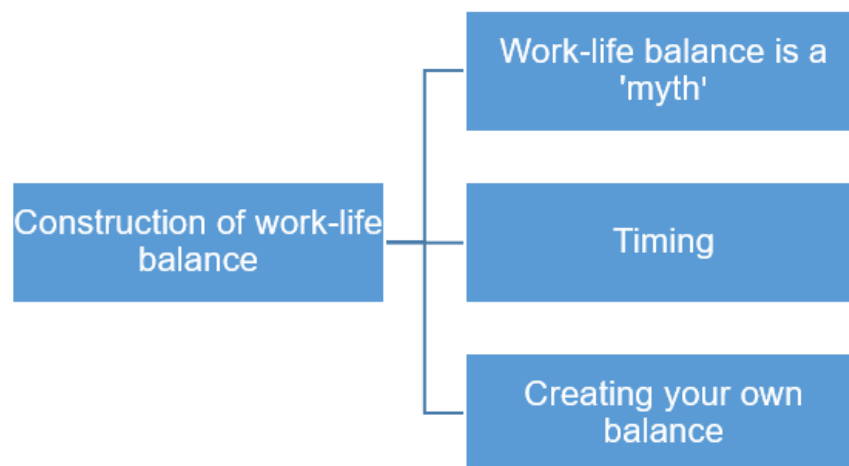 Work-life balance is a
'myth'
Construction of work-life
balance
Timing
Creating your own
balance